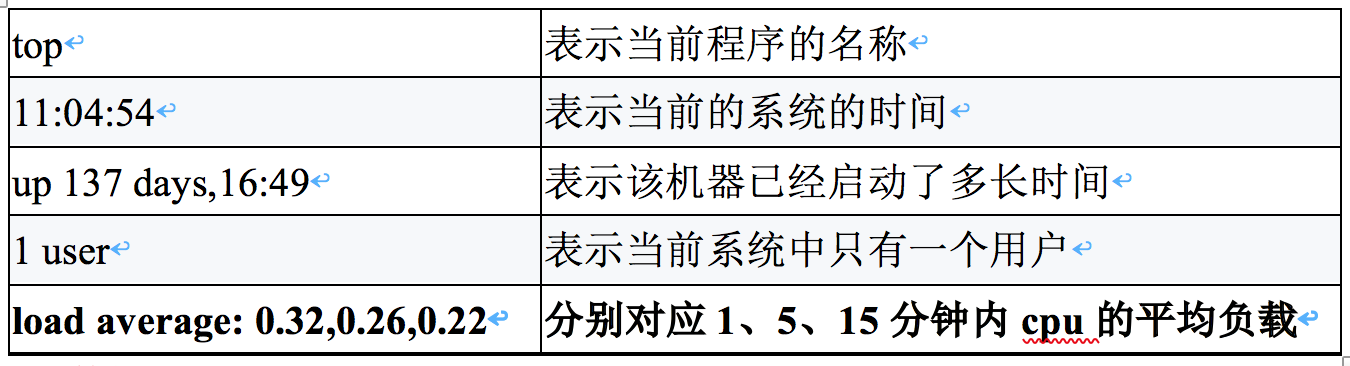 top 表示当前程序的名称
11:04:54 表示当前的系统的时间
up 137 days,16:49 表示该机器已经启动了多长时间
1 user 表示当前系统中只有一个用户
load average: 0.32,0.26,0.22 分别对应 1、5、15 分钟内 cpu 的平均负载